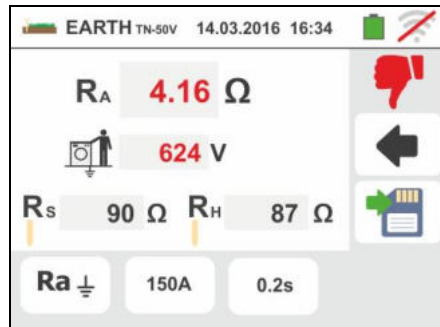 EARTH TN-50V 14.03.2016 16:34
RA 4.16 Ω
624 V
RS 90 Ω RH 87 Ω
Ra 150A 0.2s